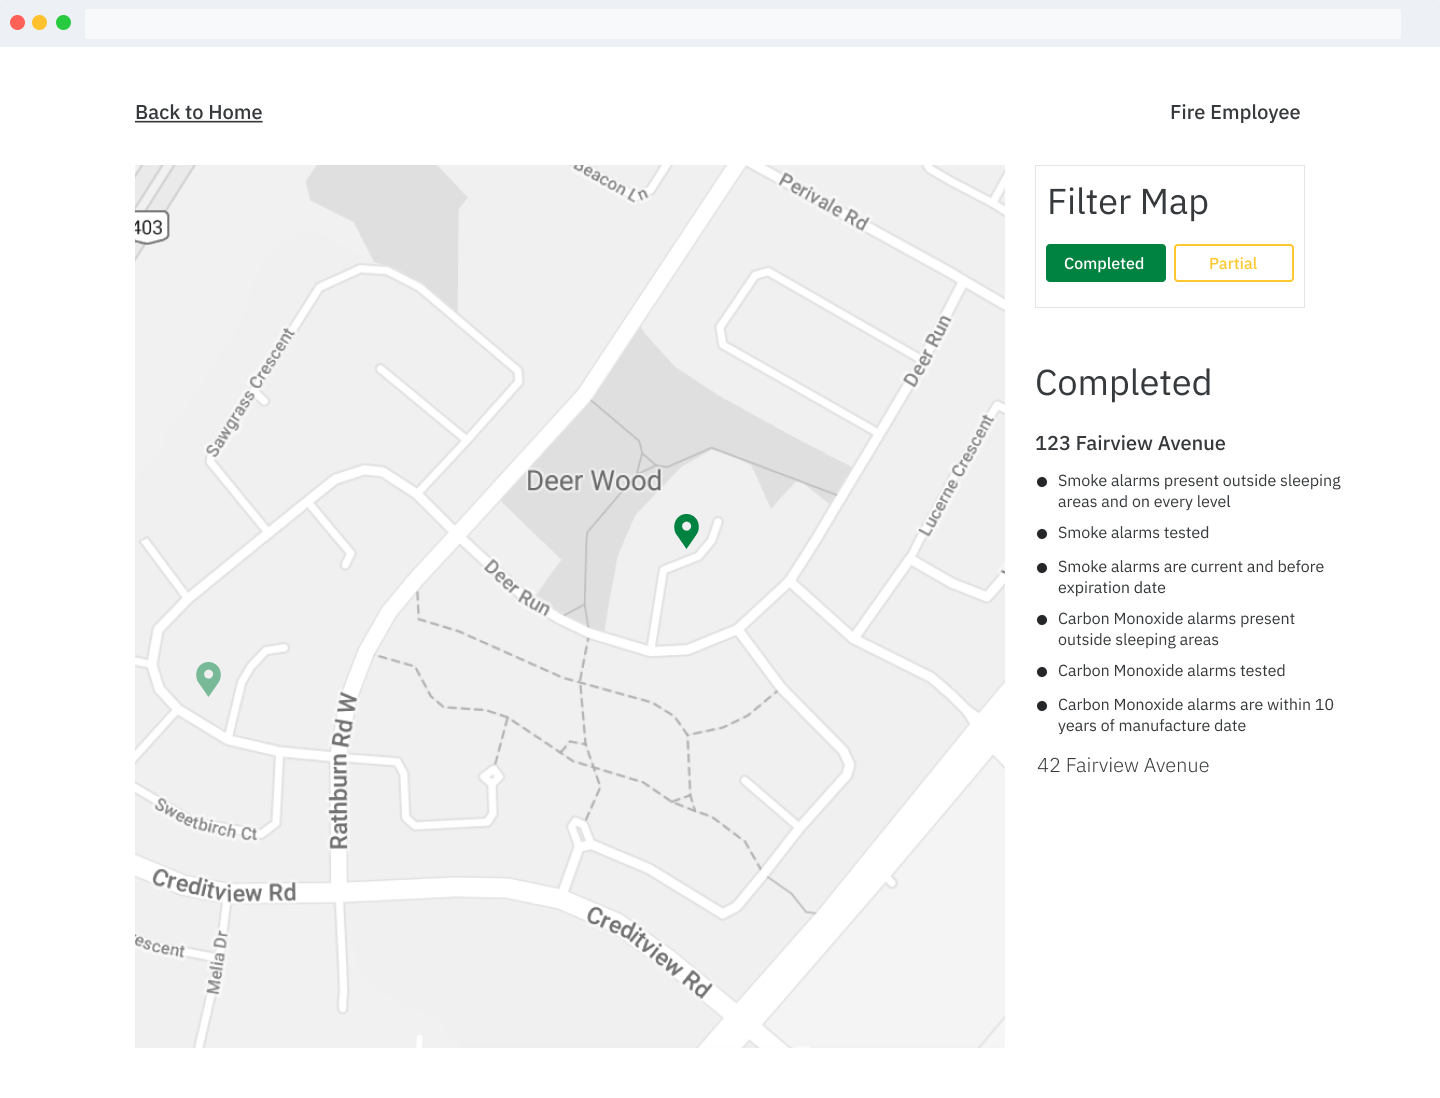 Back to Home
Fire Employee
403
Beacon Ln
Perivale Rd
Sawgrass Crescent
Deer Run
Lucerne Crescent
Deer Wood
Deer Run
Rathburn Rd W
Sweetbirch Ct
Creditview Rd
Creditview Rd
escent
Melia Dr
Filter Map
Completed
Partial
Completed
123 Fairview Avenue
Smoke alarms present outside sleeping
areas and on every level
Smoke alarms tested
Smoke alarms are current and before
expiration date
Carbon Monoxide alarms present
outside sleeping areas
Carbon Monoxide alarms tested
Carbon Monoxide alarms are within 10
years of manufacture date
42 Fairview Avenue